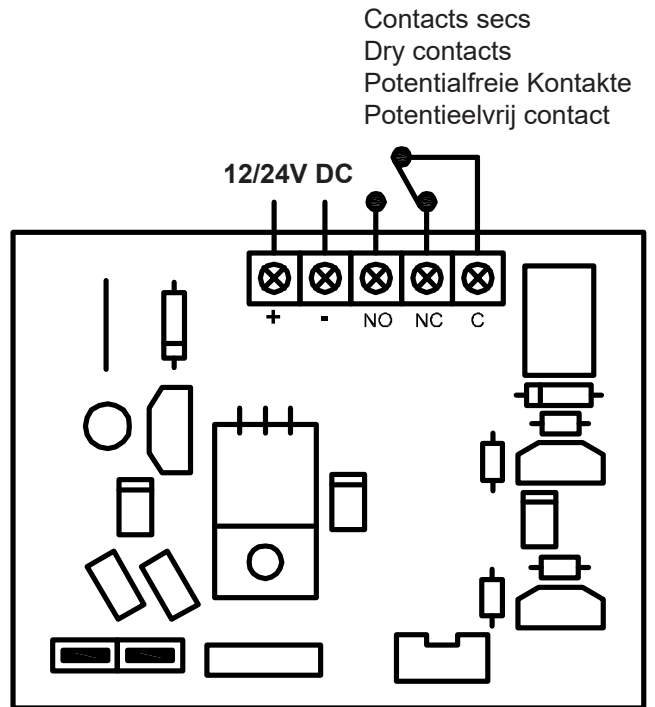 Contacts secs
Dry contacts
Potentialfreie Kontakte
Potentieelvrij contact
12/24V DC
+ - NO NC C